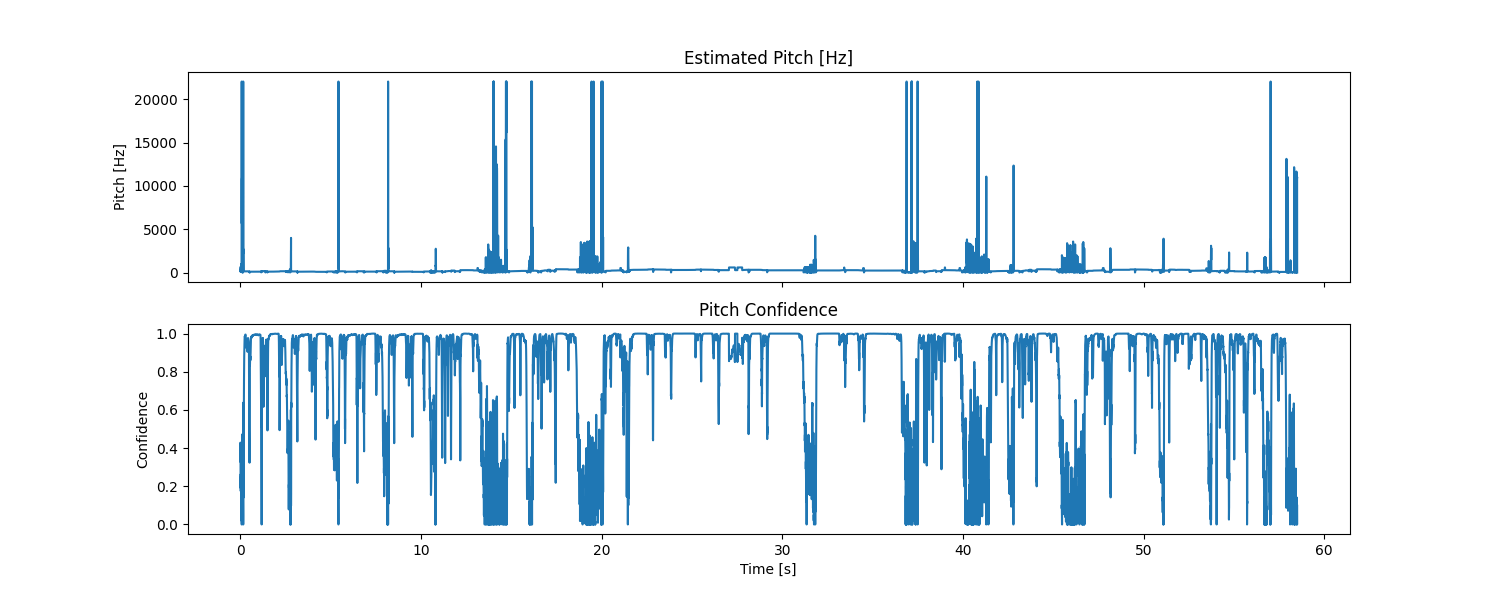 Estimated Pitch [Hz]
Pitch [Hz]
20000
15000
10000
5000
0
Pitch Confidence
Confidence
1.0
0.8
0.6
0.4
0.2
0.0
0 10 20 30 40 50 60
Time [s]